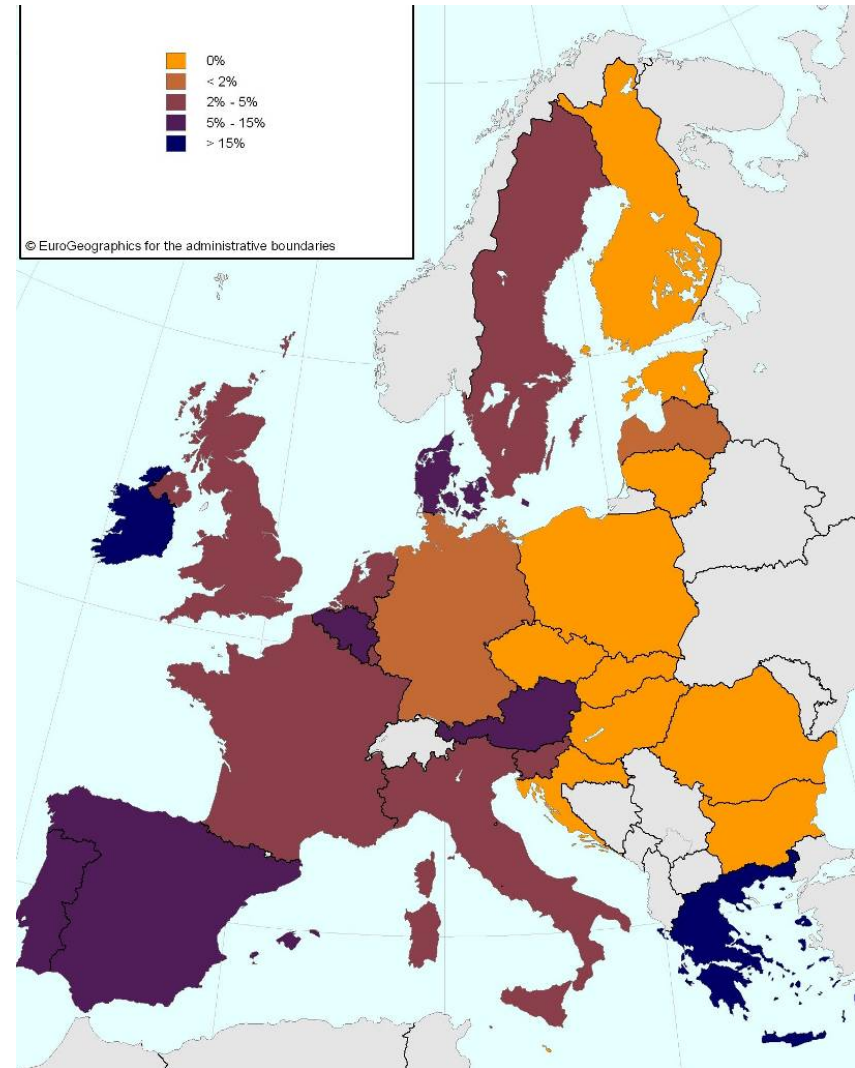 0%
< 2%
2% - 5%
5% - 15%
> 15%
© EuroGeographics for the administrative boundaries